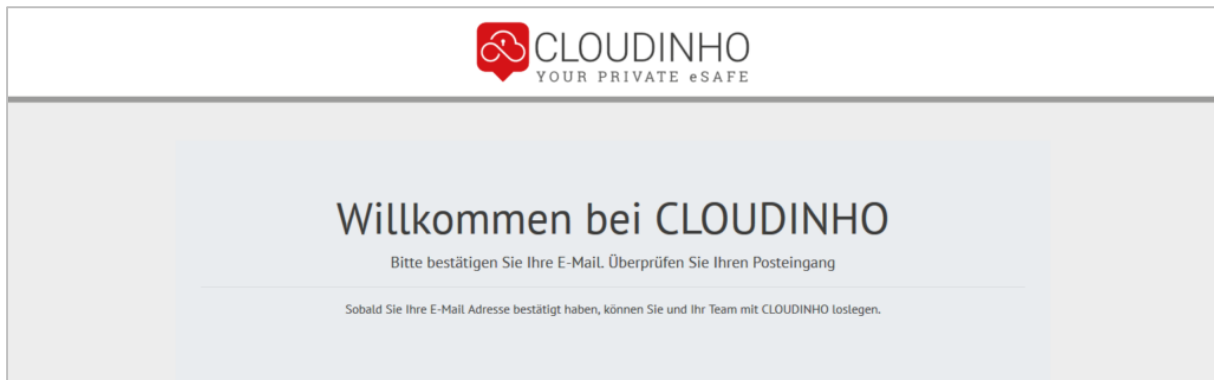 CLOUDINHO
YOUR PRIVATE eSAFE
Willkommen bei CLOUDINHO
Bitte bestätigen Sie Ihre E-Mail. Überprüfen Sie Ihren Posteingang
Sobald Sie Ihre E-Mail Adresse bestätigt haben, können Sie und Ihr Team mit CLOUDINHO loslegen.